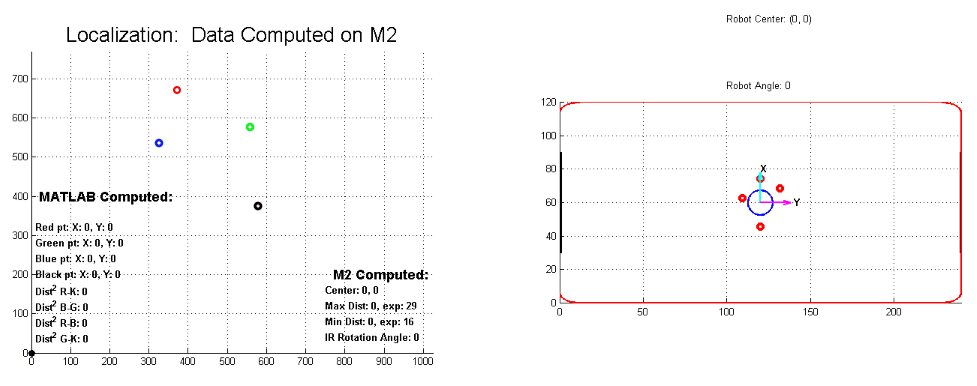 Localization: Data Computed on M2
700
600
500
400
300
200
100
0
0 100 200 300 400 500 600 700 800 900 1000
MATLAB Computed:
Red pt: X: 0, Y: 0
Green pt: X: 0, Y: 0
Blue pt: X: 0, Y: 0
Black pt: X: 0, Y: 0
Dist² R-K: 0
Dist² B-G: 0
Dist² R-B: 0
Dist² G-K: 0
M2 Computed:
Center: 0, 0
Max Dist: 0, exp: 29
Min Dist: 0, exp: 16
IR Rotation Angle: 0
Robot Center: (0, 0)
Robot Angle: 0
120
100
80
60
40
20
0
0 50 100 150 200
X
Y